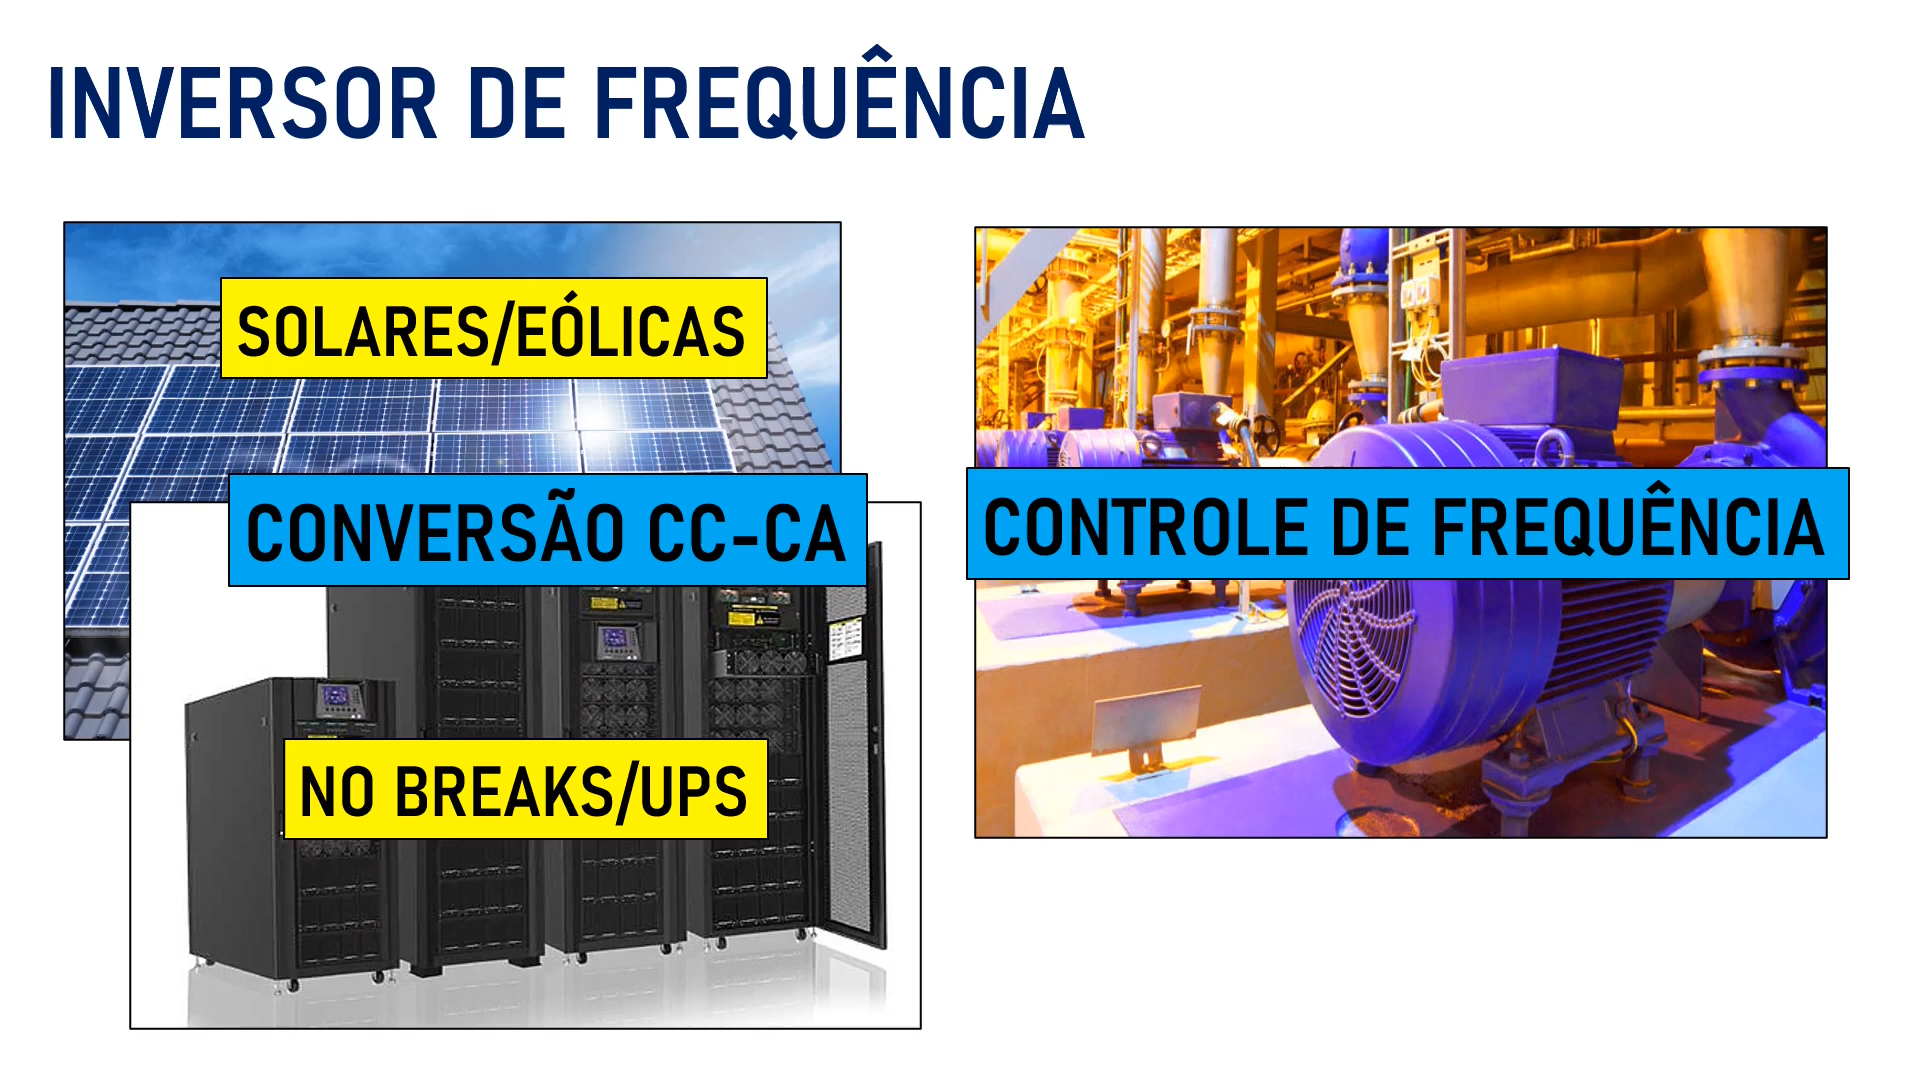 INVERSOR DE FREQUÊNCIA
SOLARES/EÓLICAS
CONVERSÃO CC-CA
NO BREAKS/UPS
CONTROLE DE FREQUÊNCIA